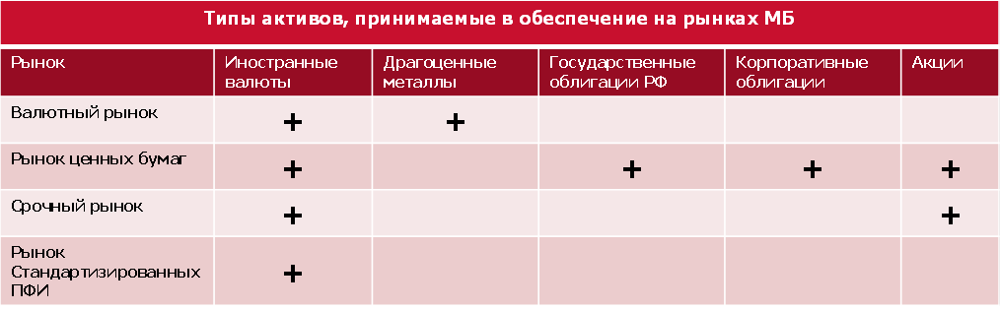 Типы активов, принимаемые в обеспечение на рынках МБ
Рынок Иностранные валюты Драгоценные металлы Государственные облигации РФ Корпоративные облигации Акции
Валютный рынок + +
Рынок ценных бумаг + + + +
Срочный рынок + +
Рынок
Стандартизированных +
ПФИ